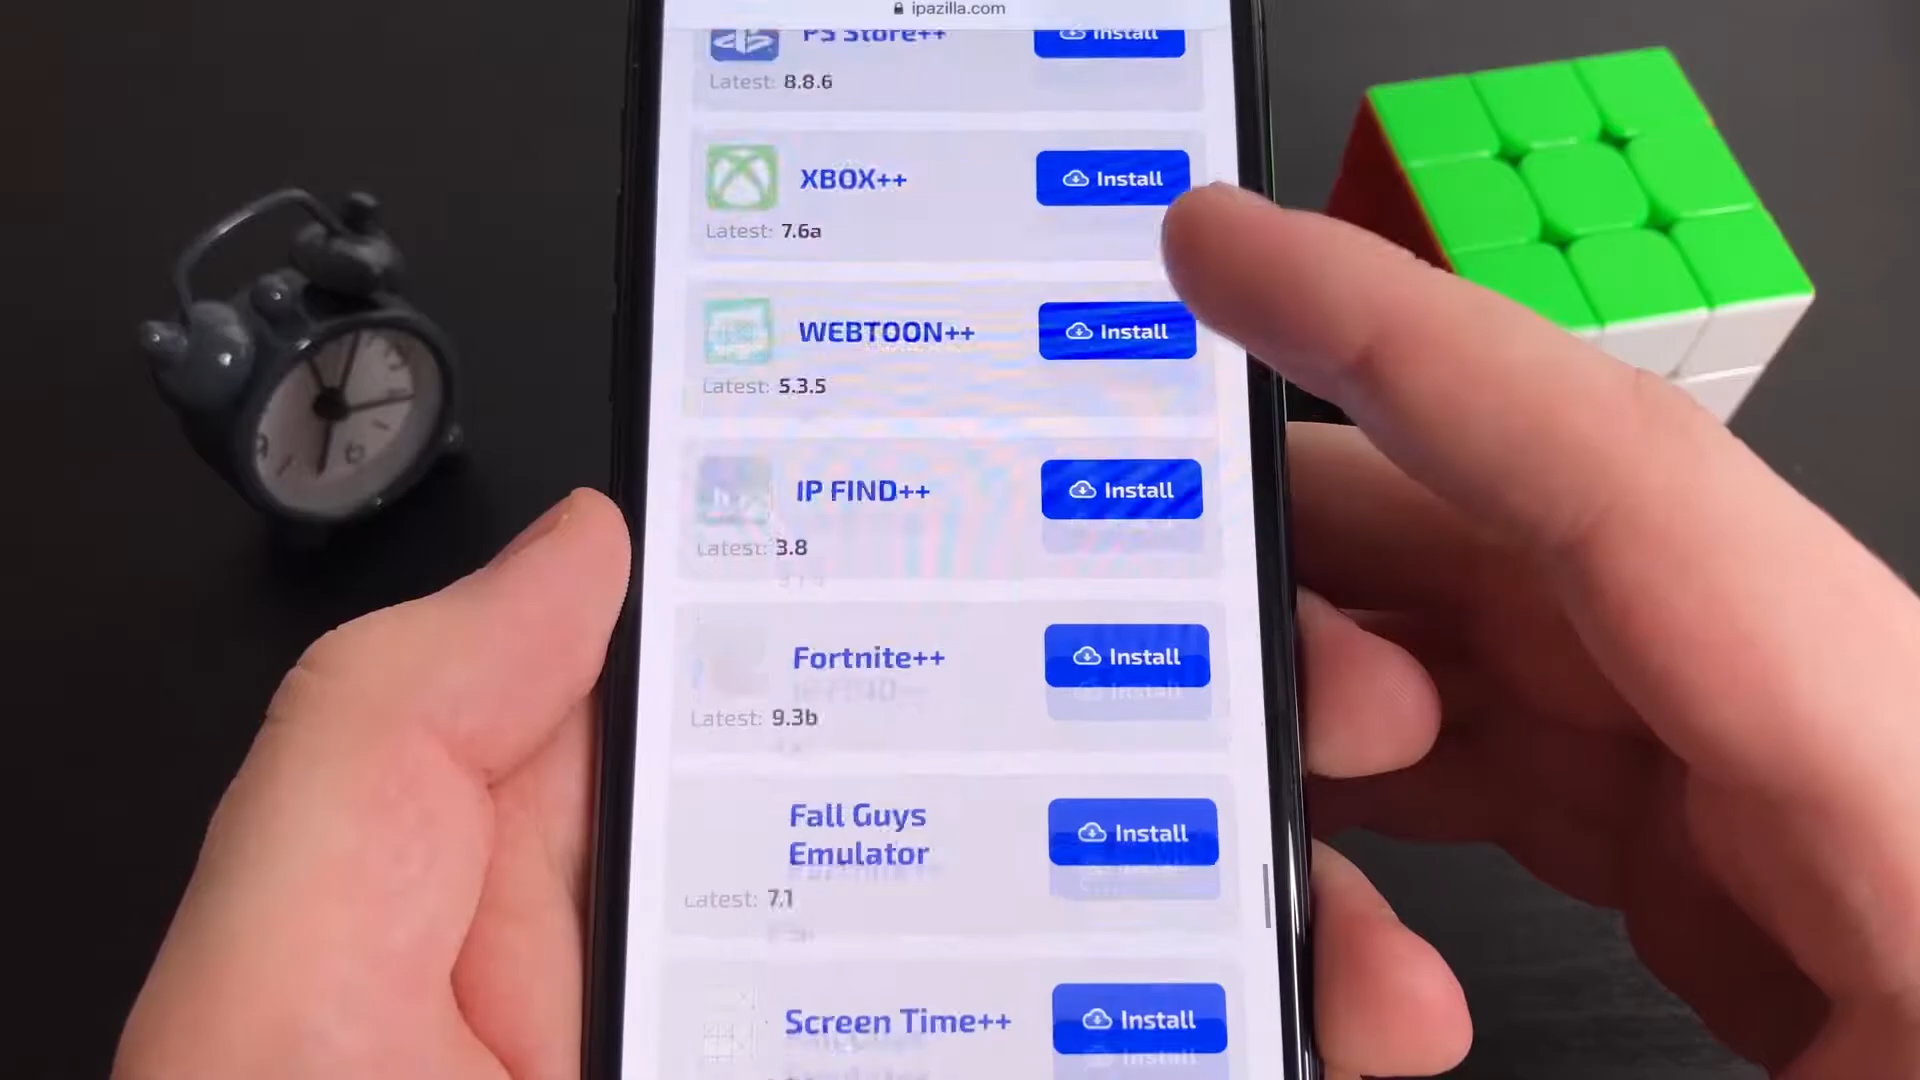 ipazilla.com
PS Store++
Install
Latest: 8.8.6
XBOX++
Install
Latest: 7.6a
WEBTOON++
Install
Latest: 5.3.5
IP FIND++
Install
Latest: 3.8
Fortnite++
Install
Latest: 9.3b
Fall Guys
Emulator
Install
Latest: 7.1
Screen Time++
Install